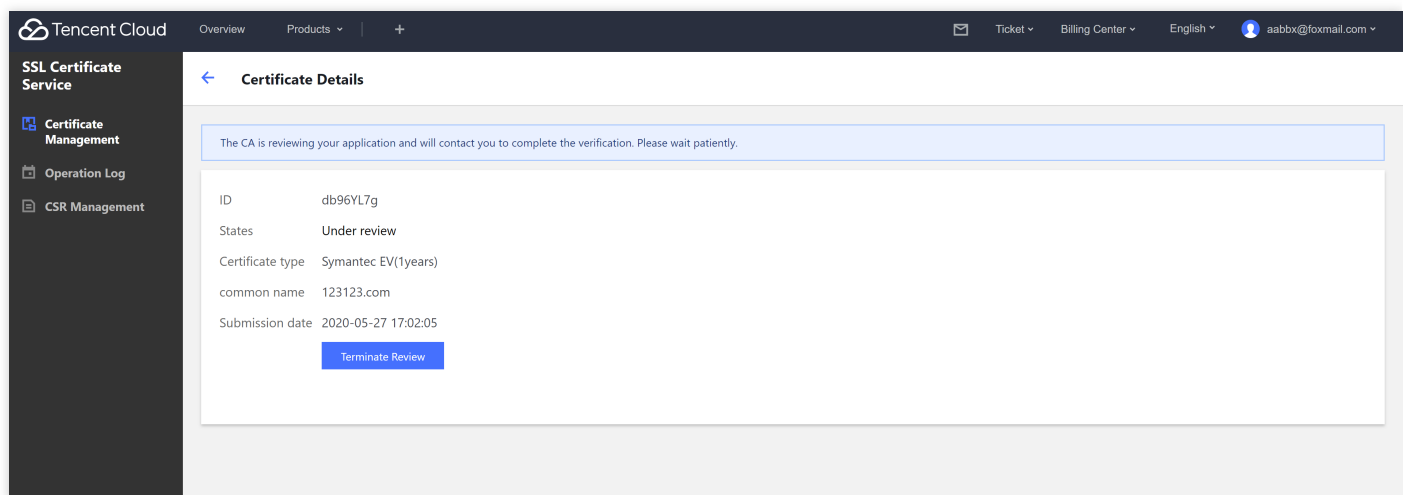 Tencent Cloud
Overview
Products
Ticket
Billing Center
English
aabbx@foxmail.com
SSL Certificate
Service
Certificate
Management
Operation Log
CSR Management
Certificate Details
The CA is reviewing your application and will contact you to complete the verification. Please wait patiently.
ID db96YL7g
States Under review
Certificate type Symantec EV(1years)
common name 123123.com
Submission date 2020-05-27 17:02:05
Terminate Review